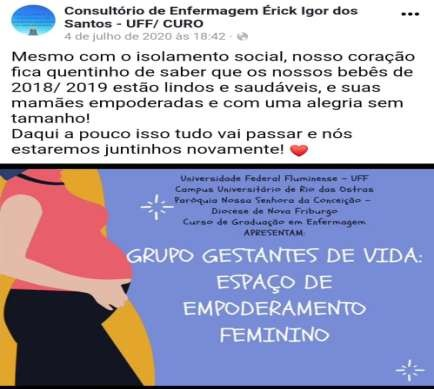 Consultório de Enfermagem Érick Igor dos
Santos - UFF/ CURO
4 de julho de 2020 às 18:42 ·
Mesmo com o isolamento social, nosso coração
fica quentinho de saber que os nossos bebês de
2018/ 2019 estão lindos e saudáveis, e suas
mamães empoderadas e com uma alegria sem
tamanho!
Daqui a pouco isso tudo vai passar e nós
estaremos juntinhos novamente! ❤
Universidade Federal Fluminense - UFF
Campus Universitário de Rio das Ostras
Paróquia Nossa Senhora da Conceição -
Diocese de Nova Friburgo
Curso de Graduação em Enfermagem
APRESENTAM:
GRUPO GESTANTES DE VIDA:
ESPAÇO DE
EMPODERAMENTO
FEMININO